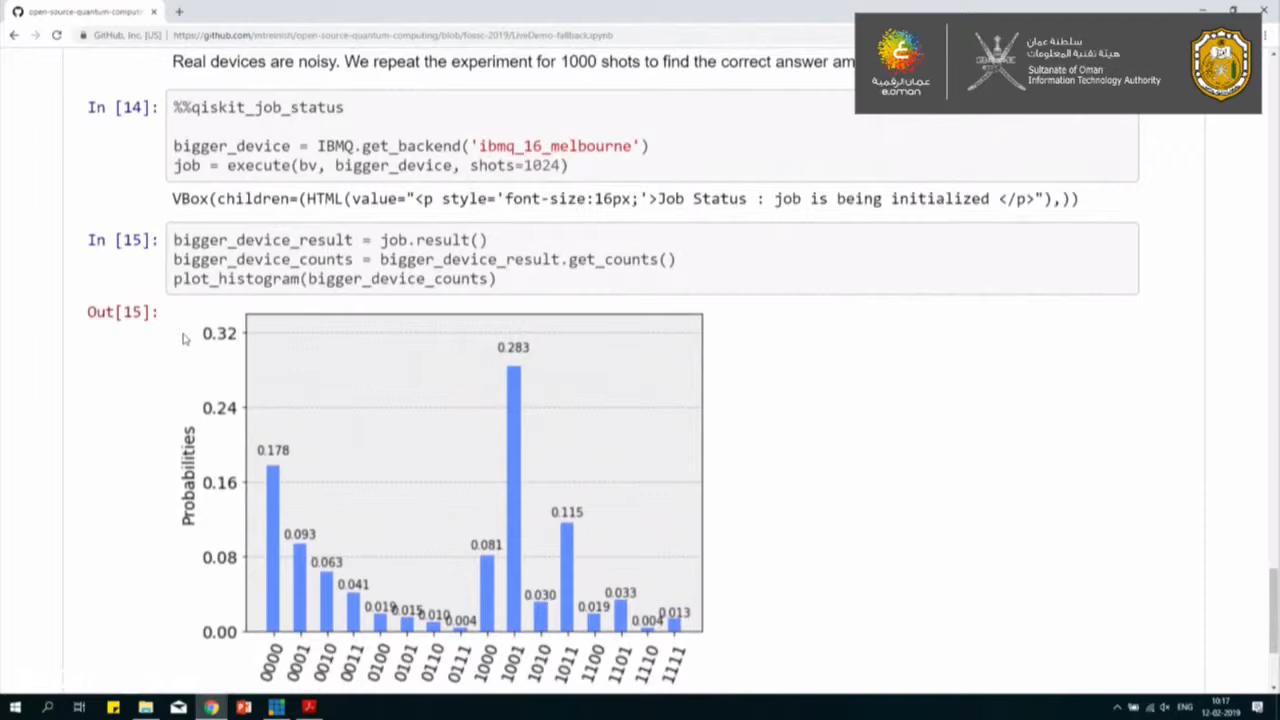 open-source-quantum-computi
GitHub, Inc. [US] | https://github.com/mtreinish/open-source-quantum-computing/blob/fossc-2019/LiveDemo-fallback.ipynb
عمان الرقمية
e.oman
سلطنة عمان
هيئة تقنية المعلومات
Sultanate of Oman
Information Technology Authority
Real devices are noisy. We repeat the experiment for 1000 shots to find the correct answer am
In [14]:
%%qiskit_job_status
bigger_device = IBMQ.get_backend('ibmq_16_melbourne')
job = execute(bv, bigger_device, shots=1024)
VBox(children=(HTML(value="<p style='font-size:16px;'>Job Status : job is being initialized </p>"),))
In [15]:
bigger_device_result = job.result()
bigger_device_counts = bigger_device_result.get_counts()
plot_histogram(bigger_device_counts)
Out[15]:
Probabilities
0.32
0.24
0.16
0.08
0.00
0.178
0.093
0.063
0.041
0.019
0.015
0.010
0.004
0.081
0.283
0.030
0.115
0.019
0.033
0.004
0.013
0000 0001 0010 0011 0100 0101 0110 0111 1000 1001 1010 1011 1100 1101 1110 1111
ENG
10:17
12-02-2019